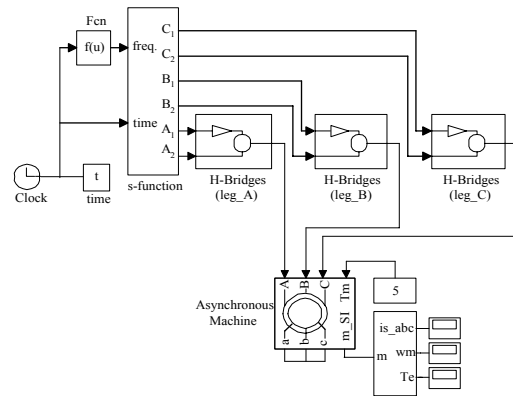 Fcn
f(u)
freq.
time
C1
C2
B1
B2
A1
A2
s-function
Clock
t
time
H-Bridges
(leg_A)
H-Bridges
(leg_B)
H-Bridges
(leg_C)
Asynchronous
Machine
A
B
C
Tm
m_SI
a
b
c
5
m
is_abc
wm
Te